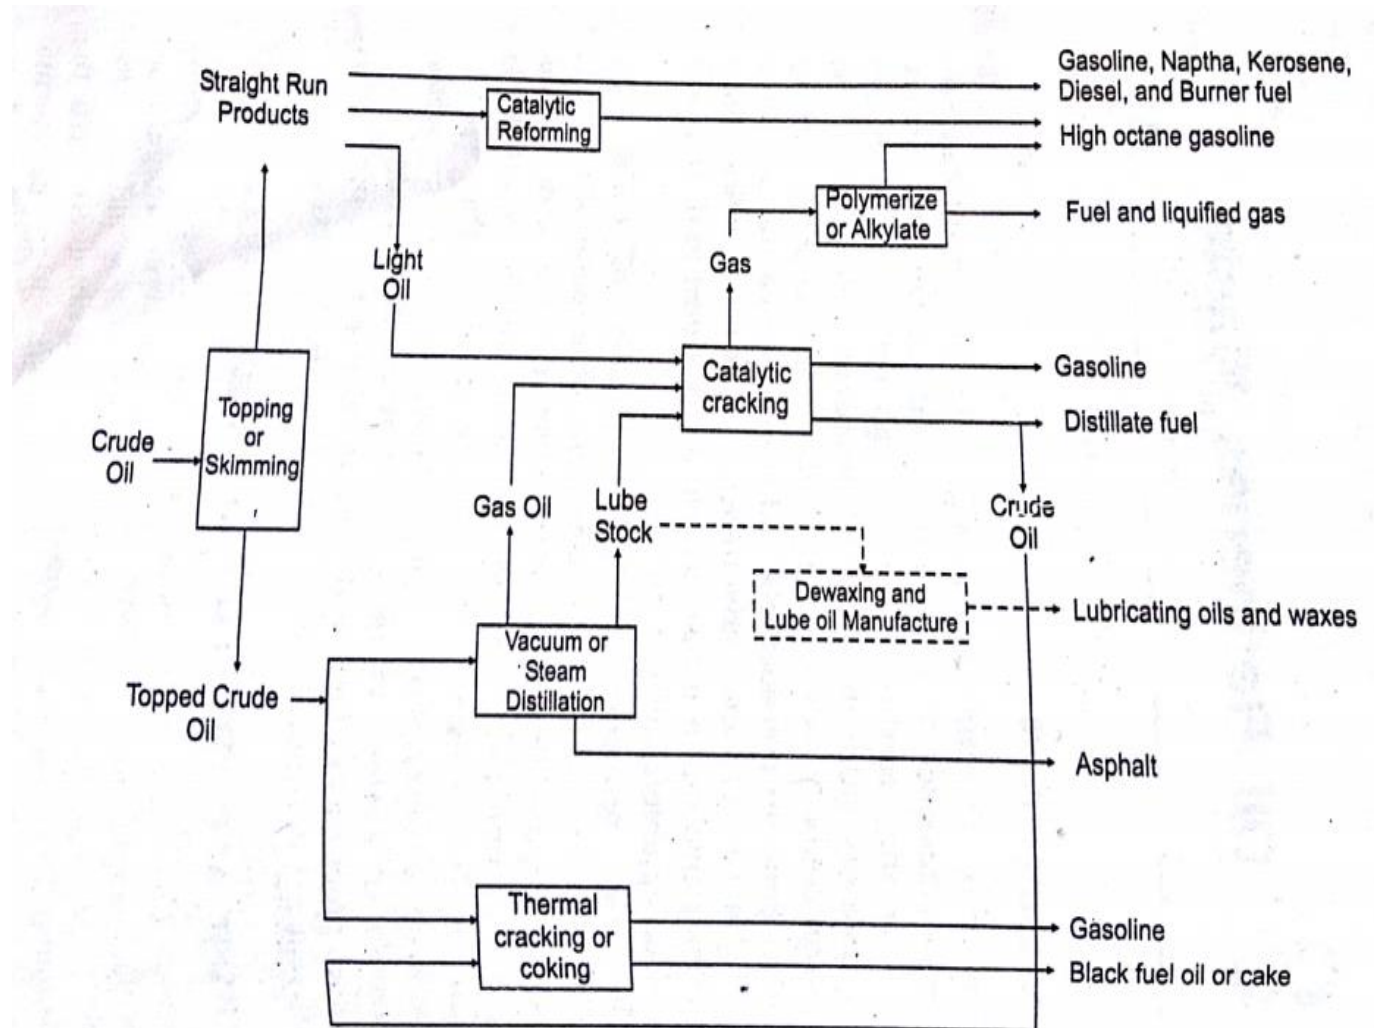 Straight Run
Products
Catalytic
Reforming
Gasoline, Naptha, Kerosene,
Diesel, and Burner fuel
High octane gasoline
Polymerize
or Alkylate
Fuel and liquified gas
Light
Oil
Gas
Topping
or
Skimming
Crude
Oil
Catalytic
cracking
Gasoline
Distillate fuel
Gas Oil
Lube
Stock
Crude
Oil
Dewaxing and
Lube oil Manufacture
Lubricating oils and waxes
Topped Crude
Oil
Vacuum or
Steam
Distillation
Asphalt
Thermal
cracking or
coking
Gasoline
Black fuel oil or cake